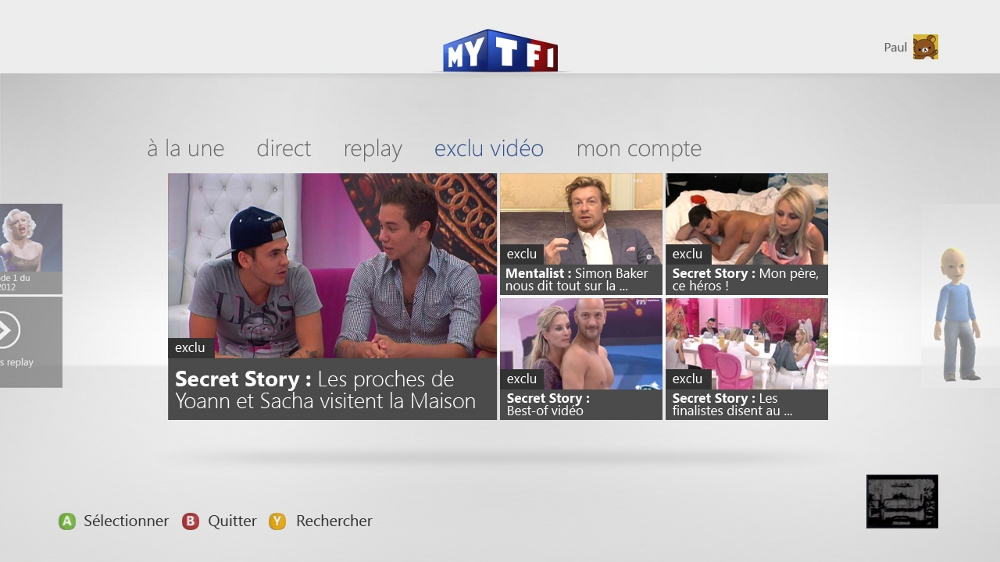 MYTF1
Paul
à la une direct replay exclu vidéo mon compte
de 1 du
2012
s replay
exclu
Secret Story : Les proches de
Yoann et Sacha visitent la Maison
exclu
Mentalist : Simon Baker
nous dit tout sur la ...
exclu
Secret Story : Mon père,
ce héros !
exclu
Secret Story :
Best-of vidéo
exclu
Secret Story : Les
finalistes disent au ...
A Sélectionner B Quitter Y Rechercher